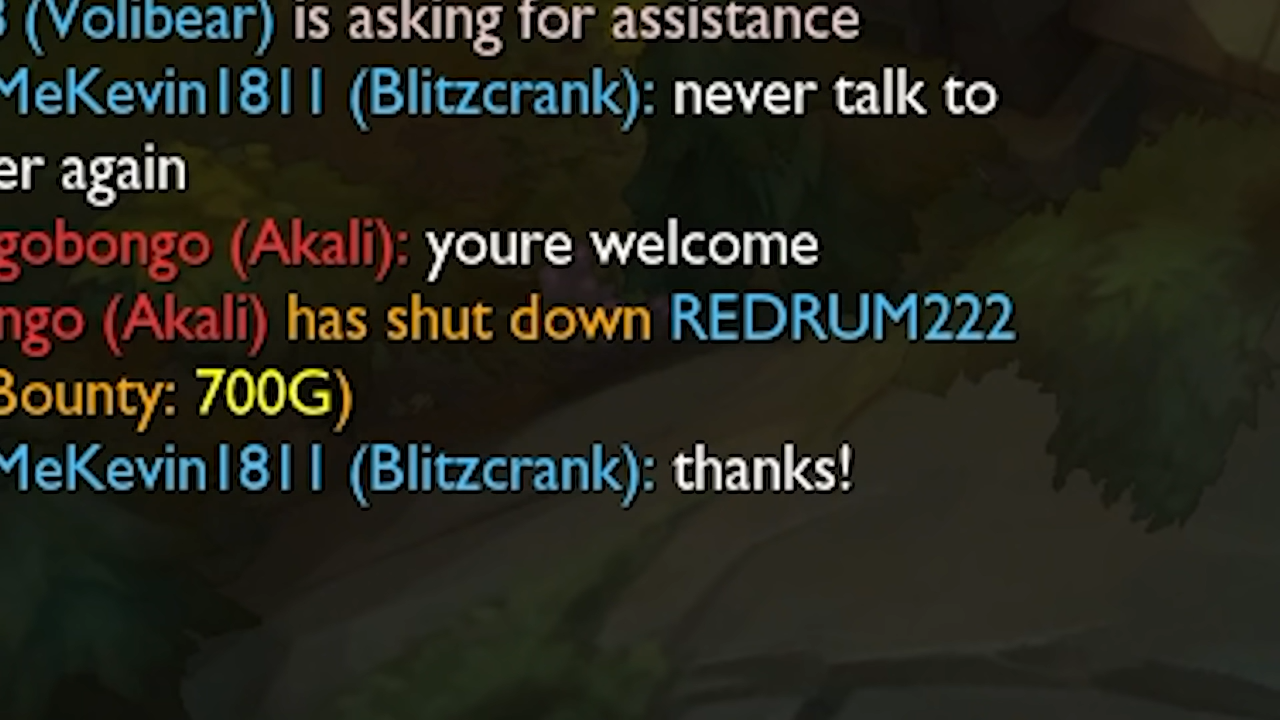 (Volibear) is asking for assistance
MeKevin1811 (Blitzcrank): never talk to
er again
gobongo (Akali): youre welcome
ngo (Akali) has shut down REDRUM222
Bounty: 700G)
MeKevin1811 (Blitzcrank): thanks!